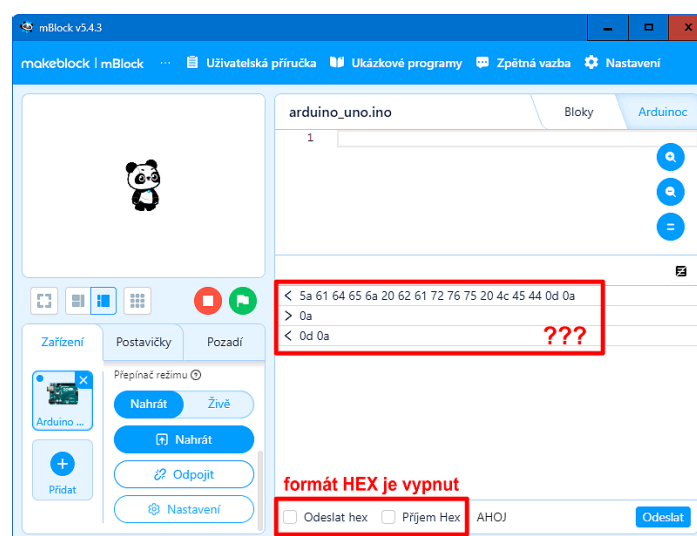 mBlock v5.4.3
makeblock | mBlock ··· Uživatelská příručka Ukázkové programy Zpětná vazba Nastavení
arduino_uno.ino Bloky Arduinoc
1
< 5a 61 64 65 6a 20 62 61 72 76 75 20 4c 45 44 0d 0a
> 0a
< 0d 0a
???
Zařízení Postavičky Pozadí
Přepínač režimu
Nahrát Živě
Arduino ...
Nahrát
Odpojit
Přidat
Nastavení
formát HEX je vypnut
Odeslat hex Příjem Hex AHOJ Odeslat